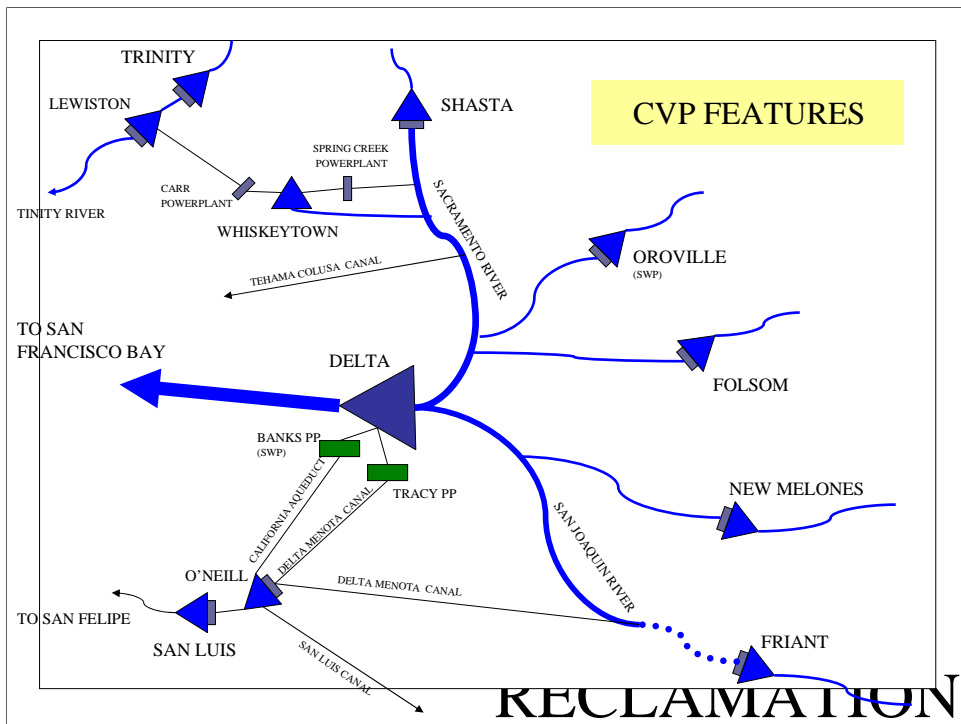 TRINITY
LEWISTON
SHASTA
CVP FEATURES
SPRING CREEK
POWERPLANT
CARR
POWERPLANT
TINITY RIVER
WHISKEYTOWN
SACRAMENTO RIVER
OROVILLE
(SWP)
TEHAMA COLUSA CANAL
TO SAN
FRANCISCO BAY
DELTA
FOLSOM
BANKS PP
(SWP)
TRACY PP
CALIFORNIA AQUEDUCT
DELTA MENOTA CANAL
NEW MELONES
SAN JOAQUIN RIVER
O'NEILL
DELTA MENOTA CANAL
TO SAN FELIPE
SAN LUIS
SAN LUIS CANAL
FRIANT
RECLAMATION